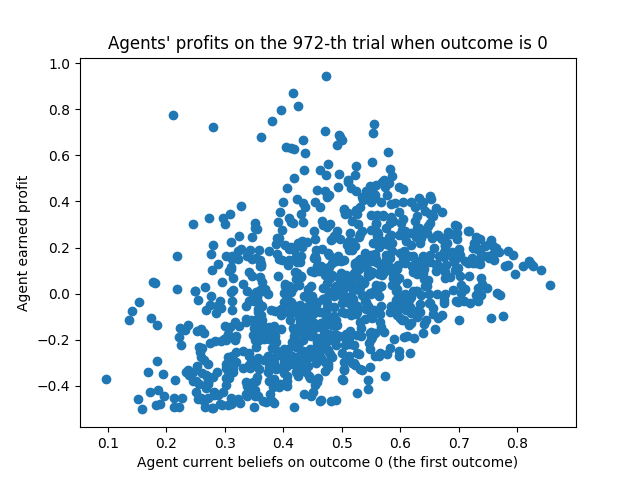 Agents' profits on the 972-th trial when outcome is 0
1.0
0.8
0.6
0.4
0.2
0.0
−0.2
−0.4
Agent earned profit
0.1 0.2 0.3 0.4 0.5 0.6 0.7 0.8
Agent current beliefs on outcome 0 (the first outcome)